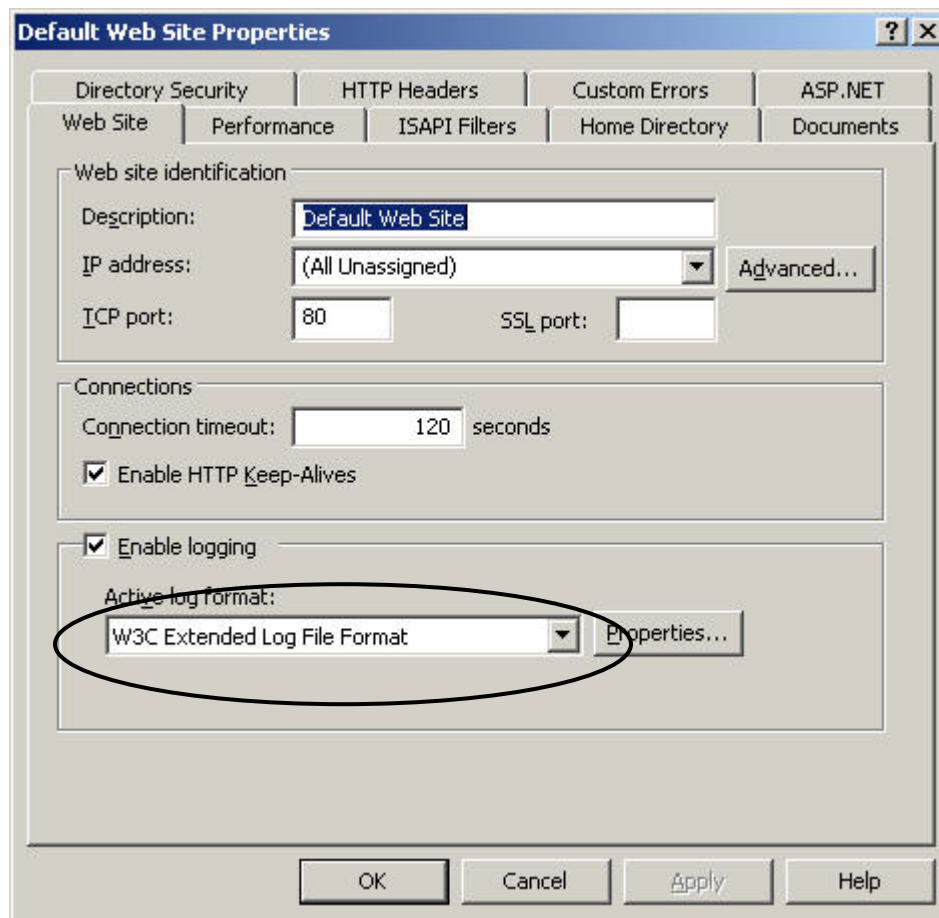 Default Web Site Properties ? X
Directory Security HTTP Headers Custom Errors ASP.NET
Web Site Performance ISAPI Filters Home Directory Documents
Web site identification
Description: Default Web Site
IP address: (All Unassigned) Advanced...
TCP port: 80 SSL port:
Connections
Connection timeout: 120 seconds
Enable HTTP Keep-Alives
Enable logging
Active log format:
W3C Extended Log File Format Properties...
OK Cancel Apply Help